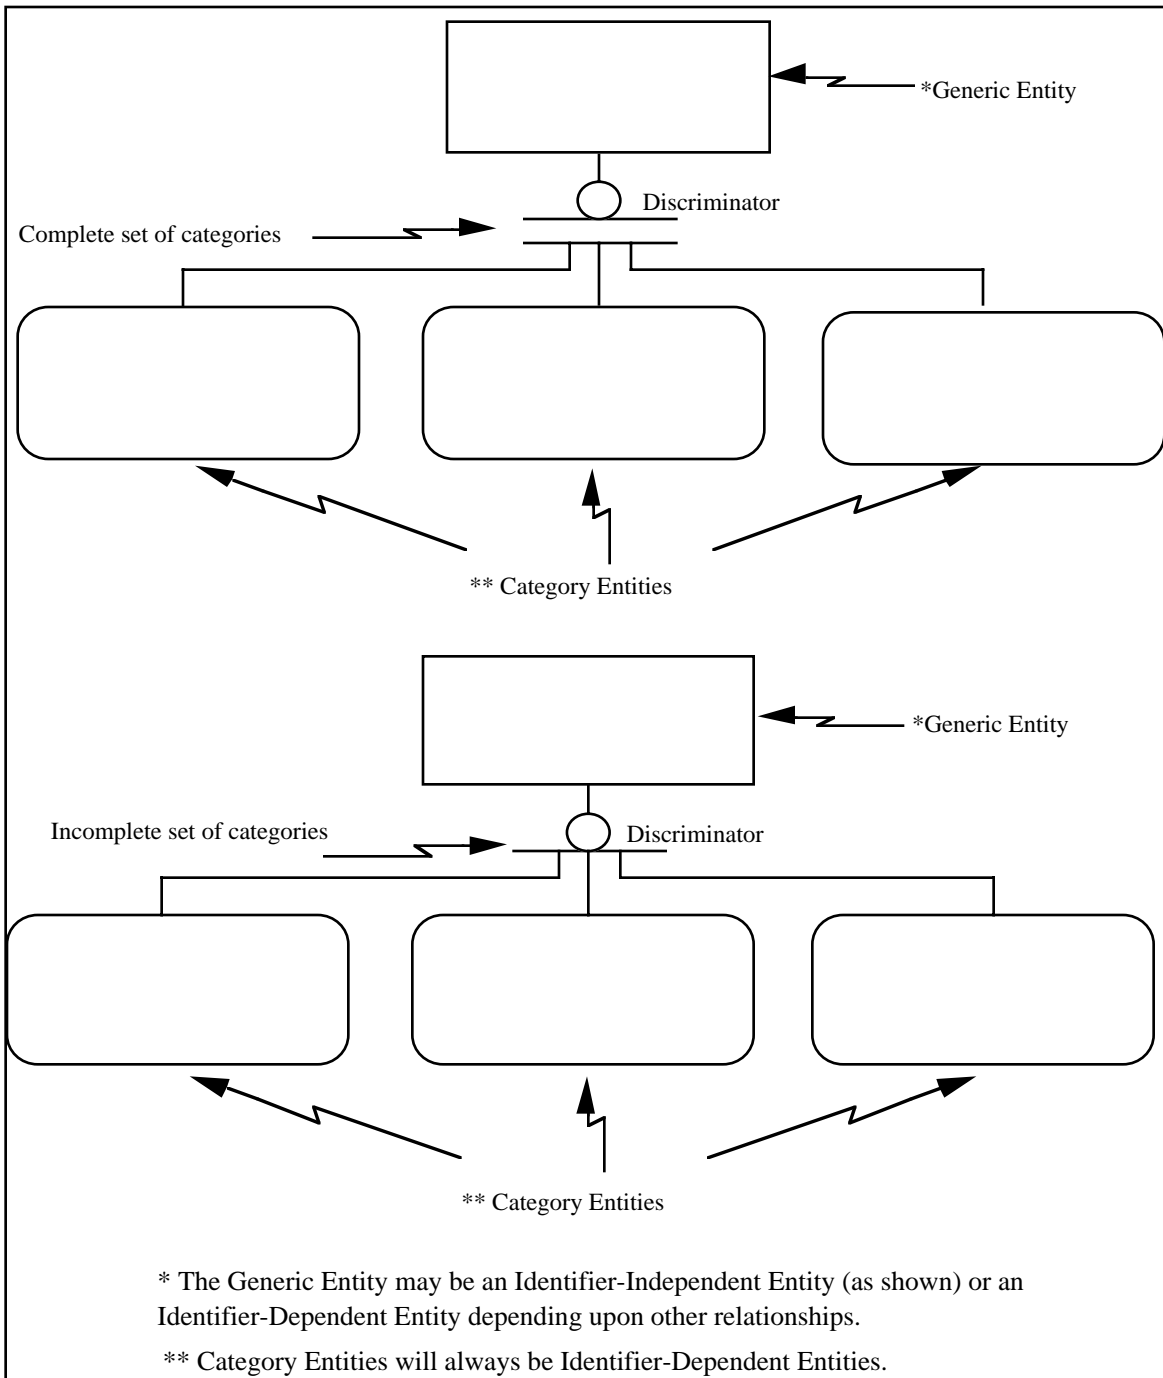 *Generic Entity
Discriminator
Complete set of categories
** Category Entities
*Generic Entity
Incomplete set of categories
Discriminator
** Category Entities
* The Generic Entity may be an Identifier-Independent Entity (as shown) or an
Identifier-Dependent Entity depending upon other relationships.
** Category Entities will always be Identifier-Dependent Entities.